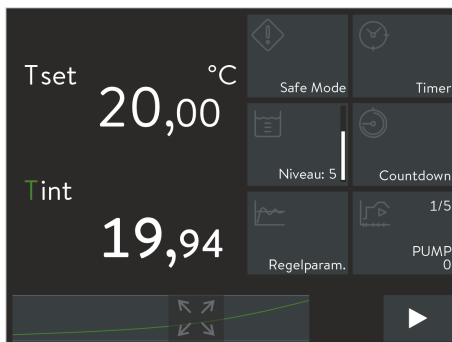 Tset
°C
20,00
Tint
19,94
Safe Mode
Timer
Niveau: 5
Countdown
Regelparam.
1/5
PUMP
0